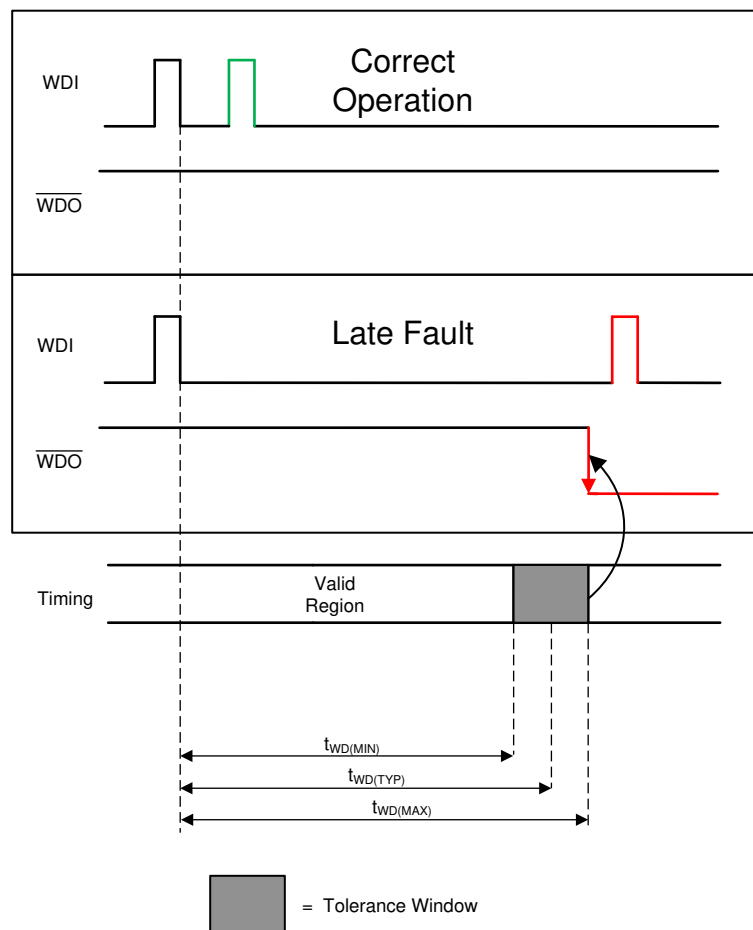 WDI
Correct
Operation
WDO
WDI
Late Fault
WDO
Timing
Valid
Region
tWD(MIN)
tWD(TYP)
tWD(MAX)
= Tolerance Window